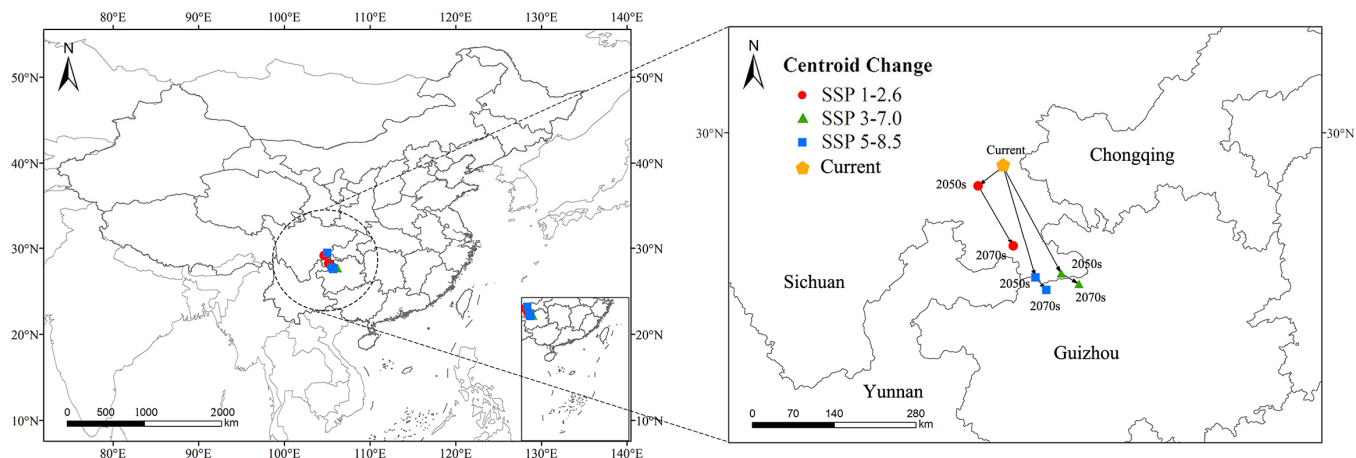 80°E 90°E 100°E 110°E 120°E 130°E 140°E
N
50°N
40°N
30°N
20°N
10°N
50°N
40°N
30°N
20°N
10°N
0 500 1000 2000
km
80°E 90°E 100°E 110°E 120°E 130°E 140°E
N
Centroid Change
SSP 1-2.6
SSP 3-7.0
SSP 5-8.5
Current
30°N
30°N
Current
Chongqing
2050s
2070s
2050s
Sichuan
2050s
2070s
2070s
Guizhou
Yunnan
0 70 140 280
km